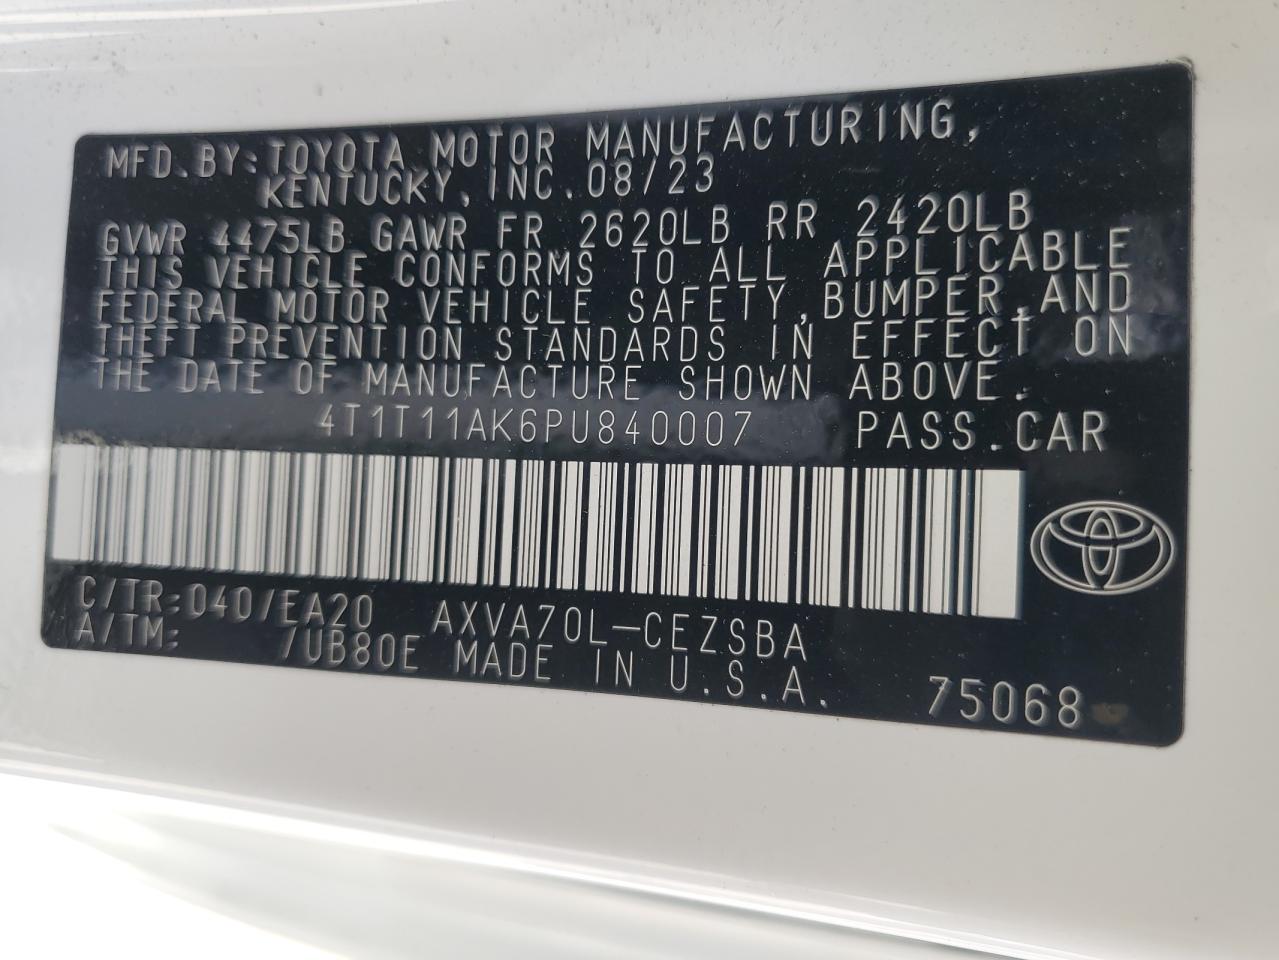 MFD.BY:TOYOTA MOTOR MANUFACTURING,
KENTUCKY,INC.08/23
GVWR 4475LB GAWR FR 2620LB RR 2420LB
THIS VEHICLE CONFORMS TO ALL APPLICABLE
FEDERAL MOTOR VEHICLE SAFETY,BUMPER,AND
THEFT PREVENTION STANDARDS IN EFFECT ON
THE DATE OF MANUFACTURE SHOWN ABOVE.
4T1T11AK6PU840007 PASS.CAR
C/TR:040/EA20 AXVA70L-CEZSBA
A/TM: /UB80E MADE IN U.S.A. 75068